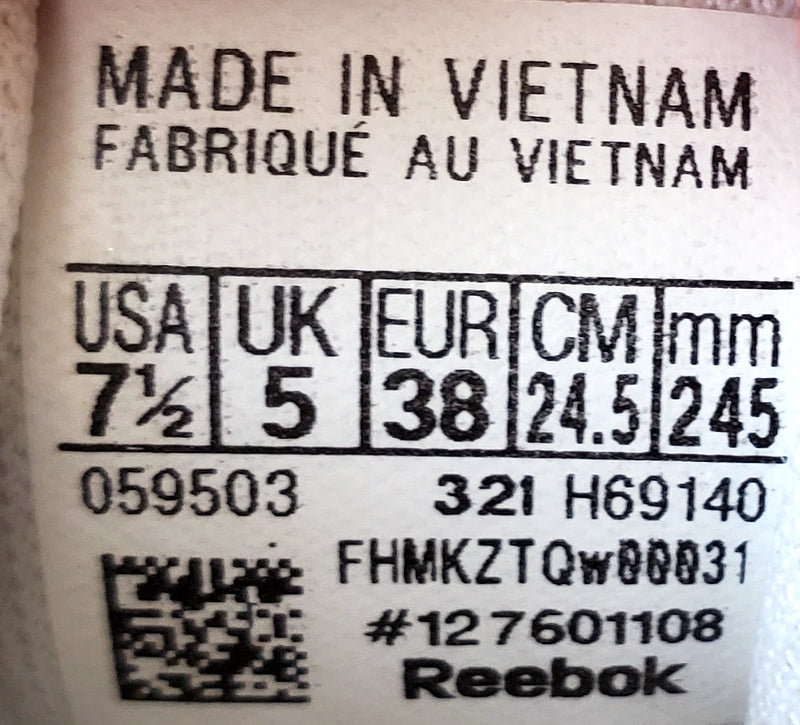 MADE IN VIETNAM
FABRIQUÉ AU VIETNAM
USA UK EUR CM mm
7½ 5 38 24.5 245
059503 321 H69140
FHMKZTQw00031
#127601108
Reebok